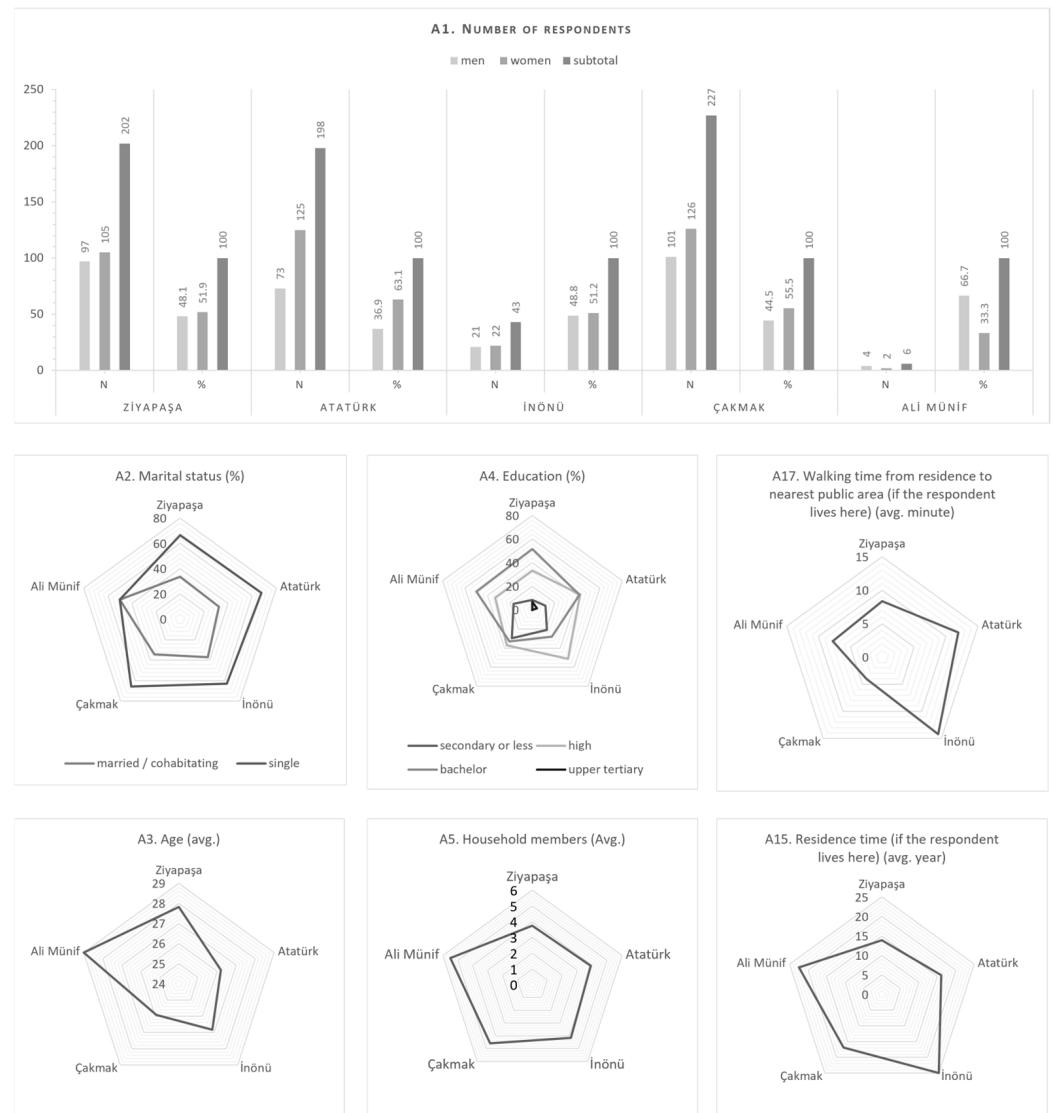 A1. NUMBER OF RESPONDENTS
men women subtotal
250
200
150
100
50
0
97
105
202
48.1
51.9
100
73
125
198
36.9
63.1
100
21
22
43
48.8
51.2
100
101
126
227
44.5
55.5
100
4
2
6
66.7
33.3
100
N % N % N % N % N %
ZİYAPAŞA ATATÜRK İNÖNÜ ÇAKMAK ALİ MÜNİF
A2. Marital status (%)
Ziyapaşa
80
60
40
20
0
Ali Münif
Atatürk
Çakmak
İnönü
married / cohabitating single
A4. Education (%)
Ziyapaşa
80
60
40
20
0
Ali Münif
Atatürk
Çakmak
İnönü
secondary or less high
bachelor upper tertiary
A17. Walking time from residence to
nearest public area (if the respondent
lives here) (avg. minute)
Ziyapaşa
15
10
5
0
Ali Münif
Atatürk
Çakmak
İnönü
A3. Age (avg.)
Ziyapaşa
29
28
27
26
25
24
Ali Münif
Atatürk
Çakmak
İnönü
A5. Household members (Avg.)
Ziyapaşa
6
5
4
3
2
1
0
Ali Münif
Atatürk
Çakmak
İnönü
A15. Residence time (if the respondent
lives here) (avg. year)
Ziyapaşa
25
20
15
10
5
0
Ali Münif
Atatürk
Çakmak
İnönü